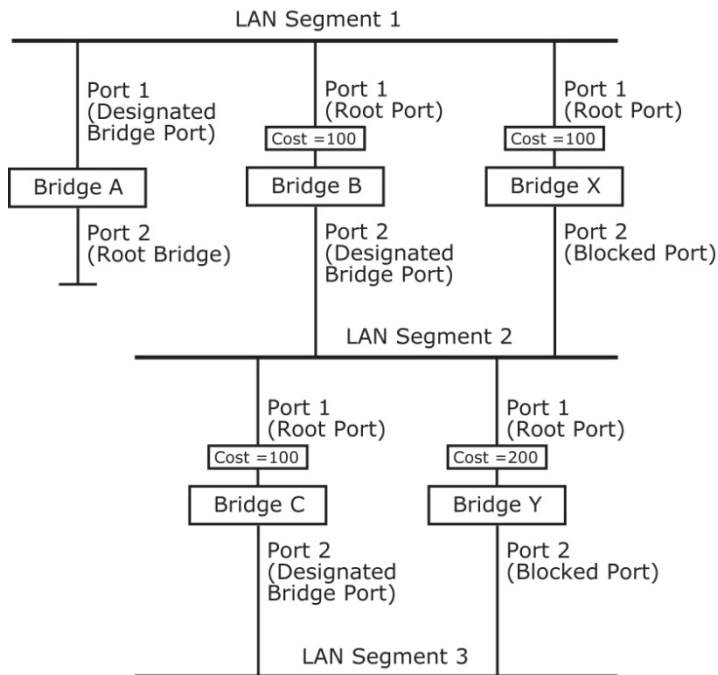 LAN Segment 1
Port 1
(Designated
Bridge Port)
Port 1
(Root Port)
Port 1
(Root Port)
Cost =100
Cost =100
Bridge A
Bridge B
Bridge X
Port 2
(Root Bridge)
Port 2
(Designated
Bridge Port)
Port 2
(Blocked Port)
LAN Segment 2
Port 1
(Root Port)
Port 1
(Root Port)
Cost =100
Cost =200
Bridge C
Bridge Y
Port 2
(Designated
Bridge Port)
Port 2
(Blocked Port)
LAN Segment 3